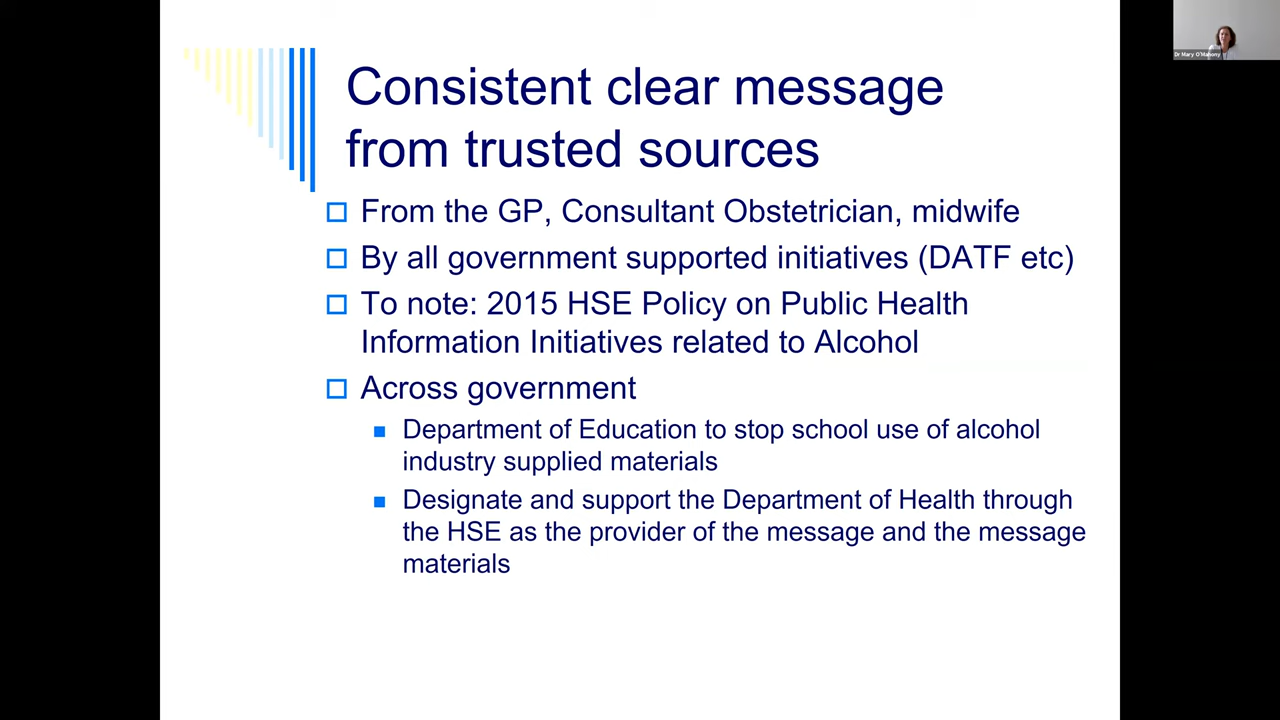 Consistent clear message
from trusted sources
From the GP, Consultant Obstetrician, midwife
By all government supported initiatives (DATF etc)
To note: 2015 HSE Policy on Public Health
Information Initiatives related to Alcohol
Across government
Department of Education to stop school use of alcohol
industry supplied materials
Designate and support the Department of Health through
the HSE as the provider of the message and the message
materials
Dr Mary O'Mahony